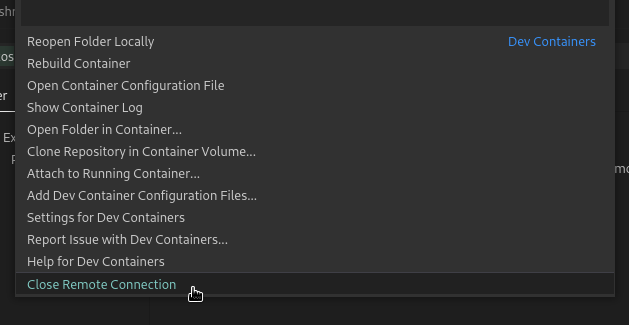 Reopen Folder Locally Dev Containers
Rebuild Container
Open Container Configuration File
Show Container Log
Open Folder in Container...
Clone Repository in Container Volume...
Attach to Running Container...
Add Dev Container Configuration Files...
Settings for Dev Containers
Report Issue with Dev Containers...
Help for Dev Containers
Close Remote Connection